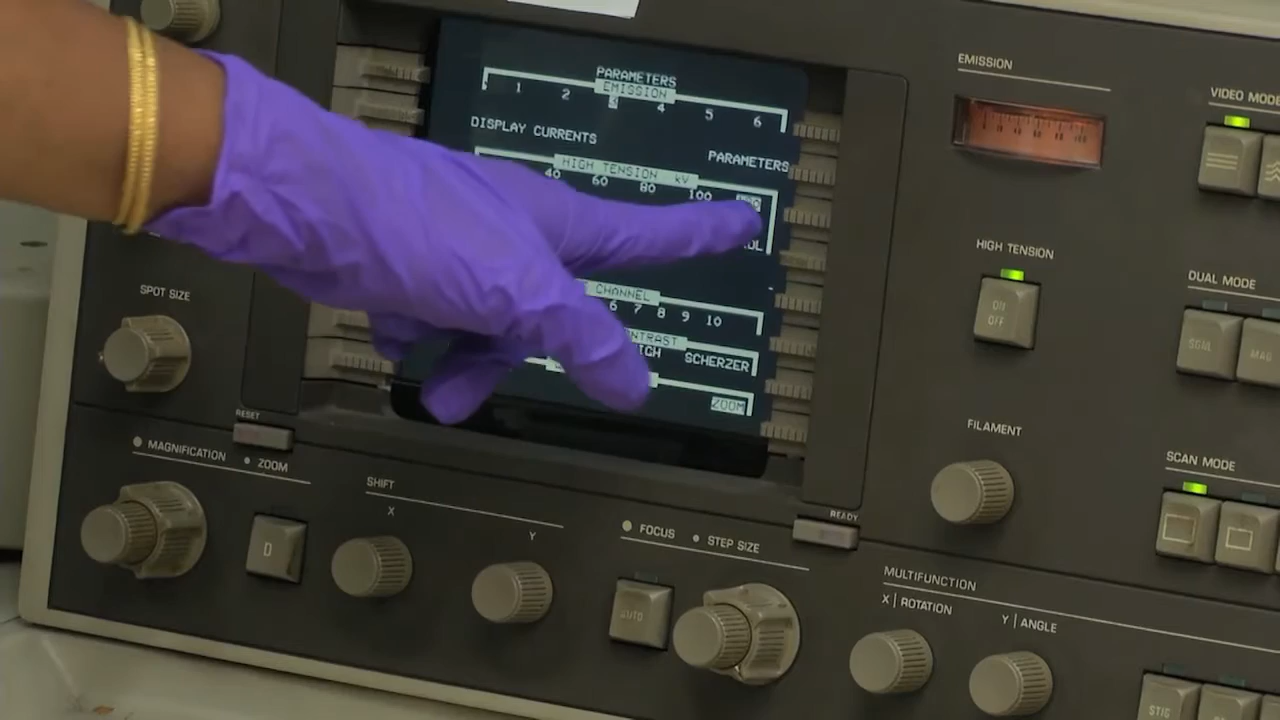 PARAMETERS
EMISSION
1 2 3 4 5 6
DISPLAY CURRENTS
PARAMETERS
HIGH TENSION kV
40 60 80 100
CHANNEL
6 7 8 9 10
SCHERZER
ZOOM
EMISSION
VIDEO MODE
HIGH TENSION
ON
OFF
DUAL MODE
MAG
SPOT SIZE
RESET
MAGNIFICATION
ZOOM
D
SHIFT
X
Y
FILAMENT
SCAN MODE
READY
FOCUS
STEP SIZE
AUTO
MULTIFUNCTION
X | ROTATION
Y | ANGLE
STIG